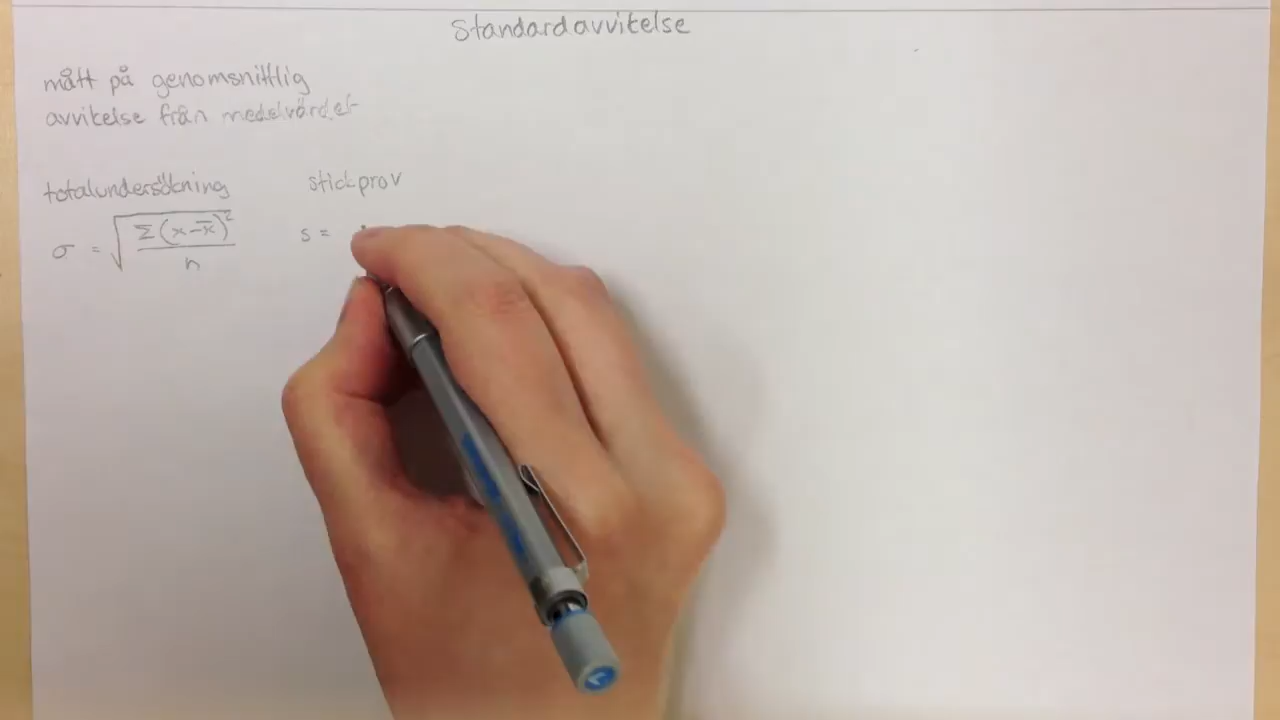 Standardavvikelse
mått på genomsnittlig
avvikelse från medelvärdet
totalundersökning stickprov
σ = √(Σ(x-x̄)²/n) s =